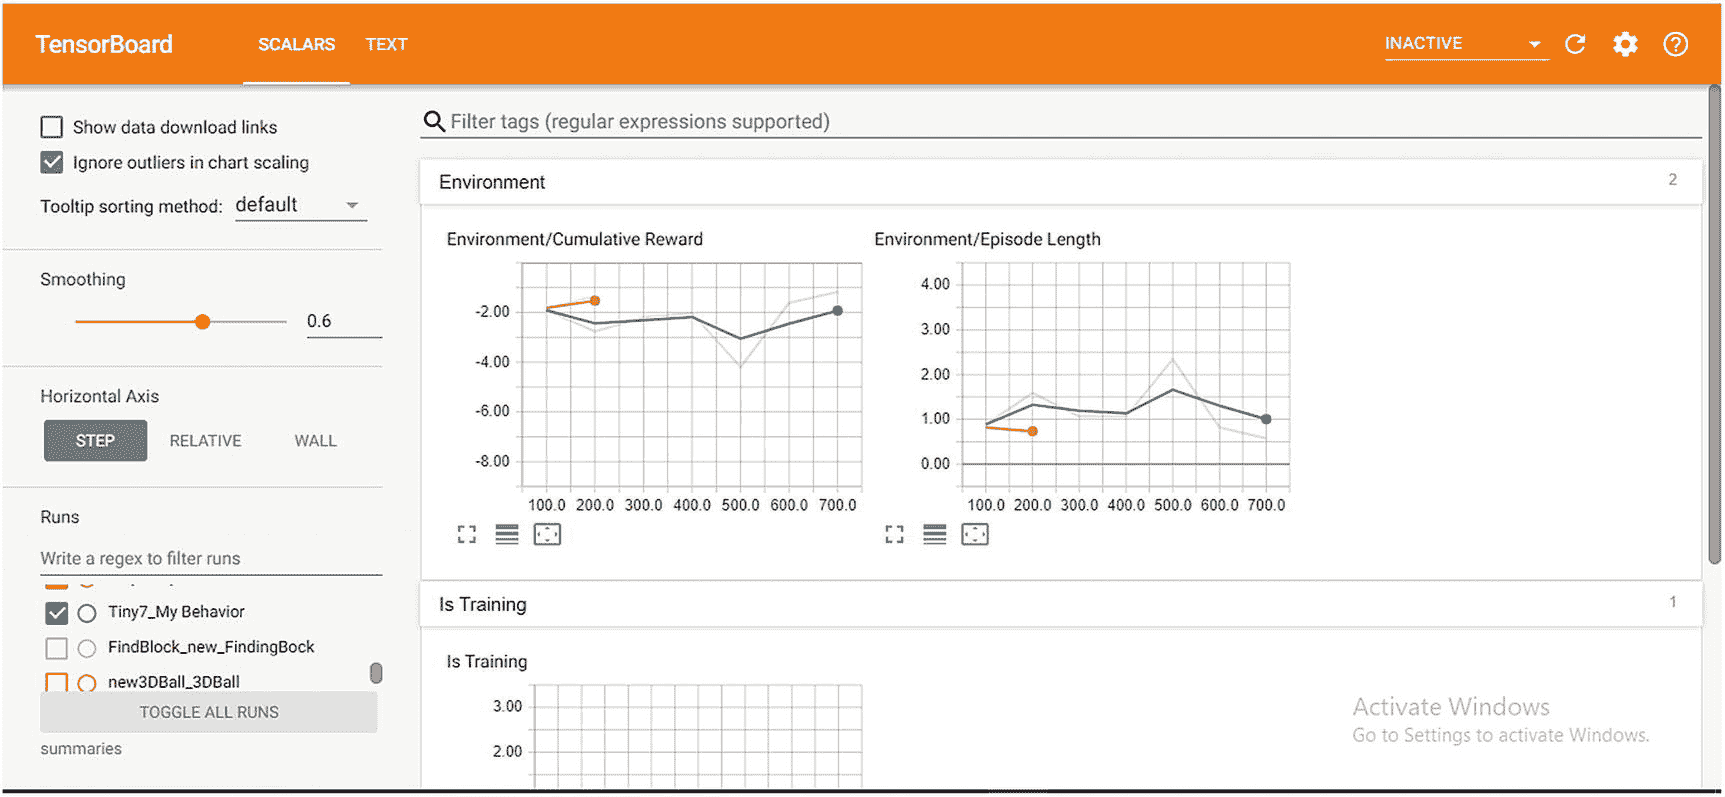 TensorBoard SCALARS TEXT INACTIVE
Show data download links
Ignore outliers in chart scaling
Tooltip sorting method: default
Smoothing
0.6
Horizontal Axis
STEP RELATIVE WALL
Runs
Write a regex to filter runs
Tiny7_My Behavior
FindBlock_new_FindingBock
new3DBall_3DBall
TOGGLE ALL RUNS
summaries
Filter tags (regular expressions supported)
Environment 2
Environment/Cumulative Reward
-2.00
-4.00
-6.00
-8.00
100.0 200.0 300.0 400.0 500.0 600.0 700.0
Environment/Episode Length
4.00
3.00
2.00
1.00
0.00
100.0 200.0 300.0 400.0 500.0 600.0 700.0
Is Training 1
Is Training
3.00
2.00
Activate Windows
Go to Settings to activate Windows.